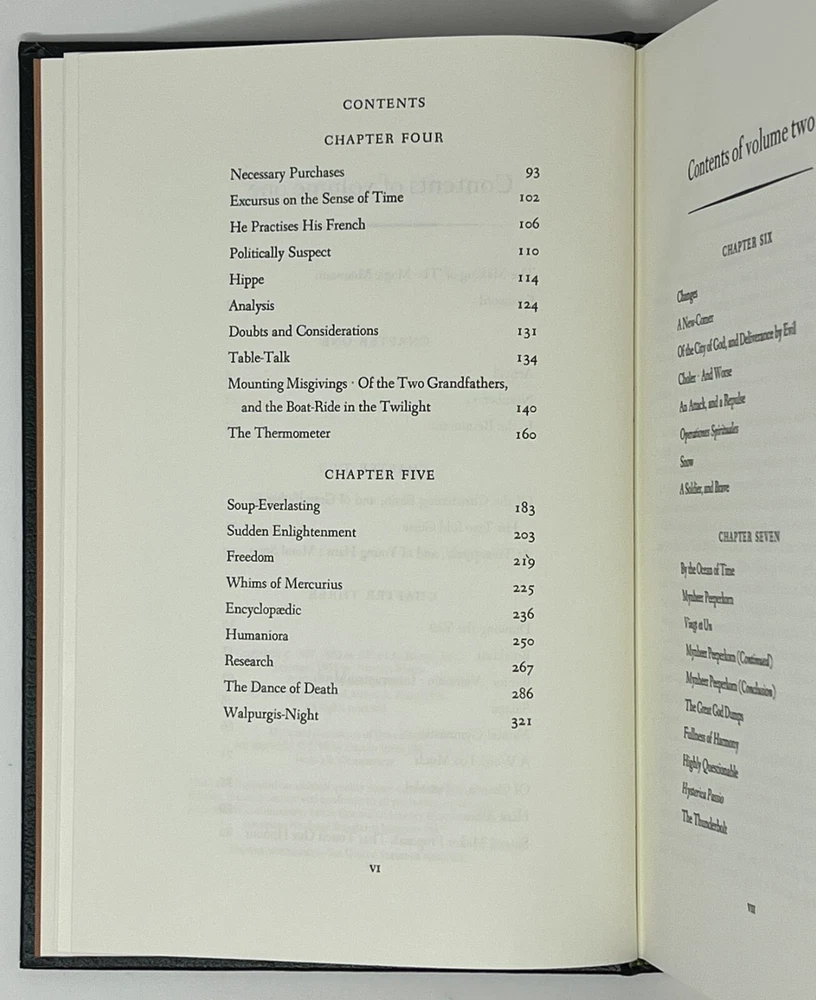 CONTENTS
CHAPTER FOUR
Necessary Purchases 93
Excursus on the Sense of Time 102
He Practises His French 106
Politically Suspect 110
Hippe 114
Analysis 124
Doubts and Considerations 131
Table-Talk 134
Mounting Misgivings · Of the Two Grandfathers,
and the Boat-Ride in the Twilight 140
The Thermometer 160
CHAPTER FIVE
Soup-Everlasting 183
Sudden Enlightenment 203
Freedom 219
Whims of Mercurius 225
Encyclopædic 236
Humaniora 250
Research 267
The Dance of Death 286
Walpurgis-Night 321
VI
Contents of volume two
CHAPTER SIX
Changes
A New-Comer
Of the City of God, and Deliverance by Evil
Choler · And Worse
An Attack, and a Repulse
Operationes Spirituales
Snow
A Soldier, and Brave
CHAPTER SEVEN
By the Ocean of Time
Mynheer Peeperkorn
Vingt et Un
Mynheer Peeperkorn (Continued)
Mynheer Peeperkorn (Conclusion)
The Great God Dumps
Fullness of Harmony
Highly Questionable
Hysterica Passio
The Thunderbolt
VII